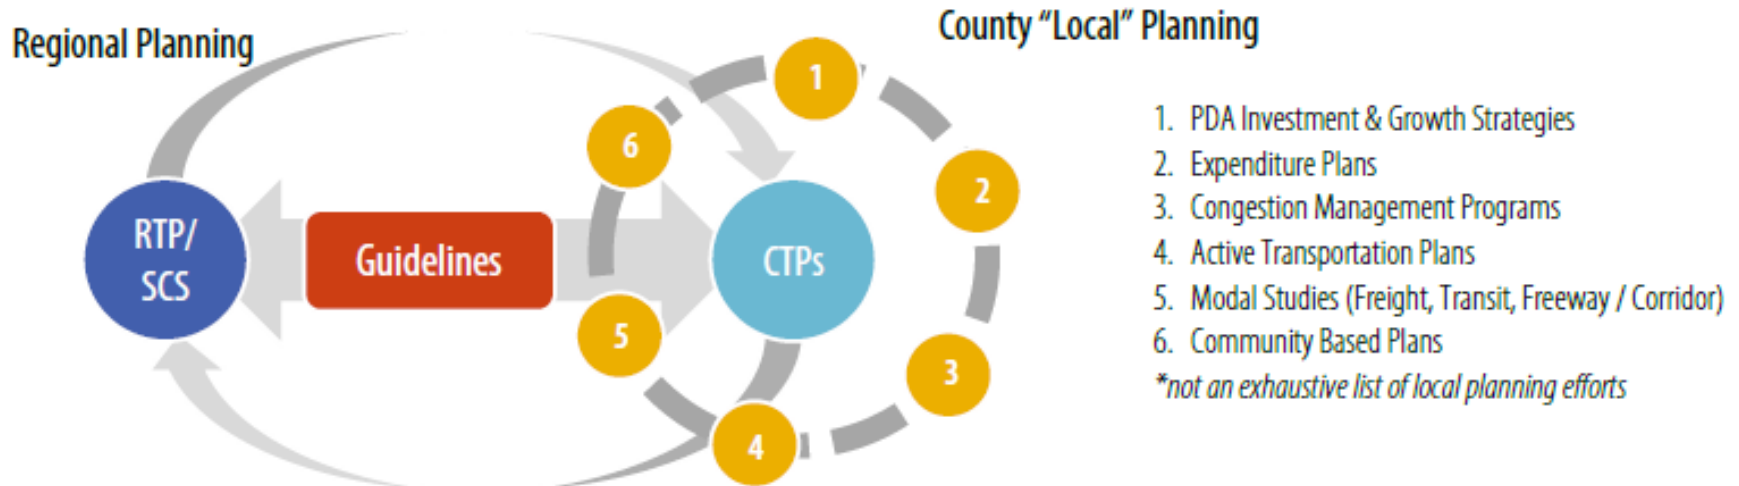 Regional Planning
County “Local” Planning
RTP/
SCS
Guidelines
CTPs
1
2
3
4
5
6
1. PDA Investment & Growth Strategies
2. Expenditure Plans
3. Congestion Management Programs
4. Active Transportation Plans
5. Modal Studies (Freight, Transit, Freeway / Corridor)
6. Community Based Plans
*not an exhaustive list of local planning efforts